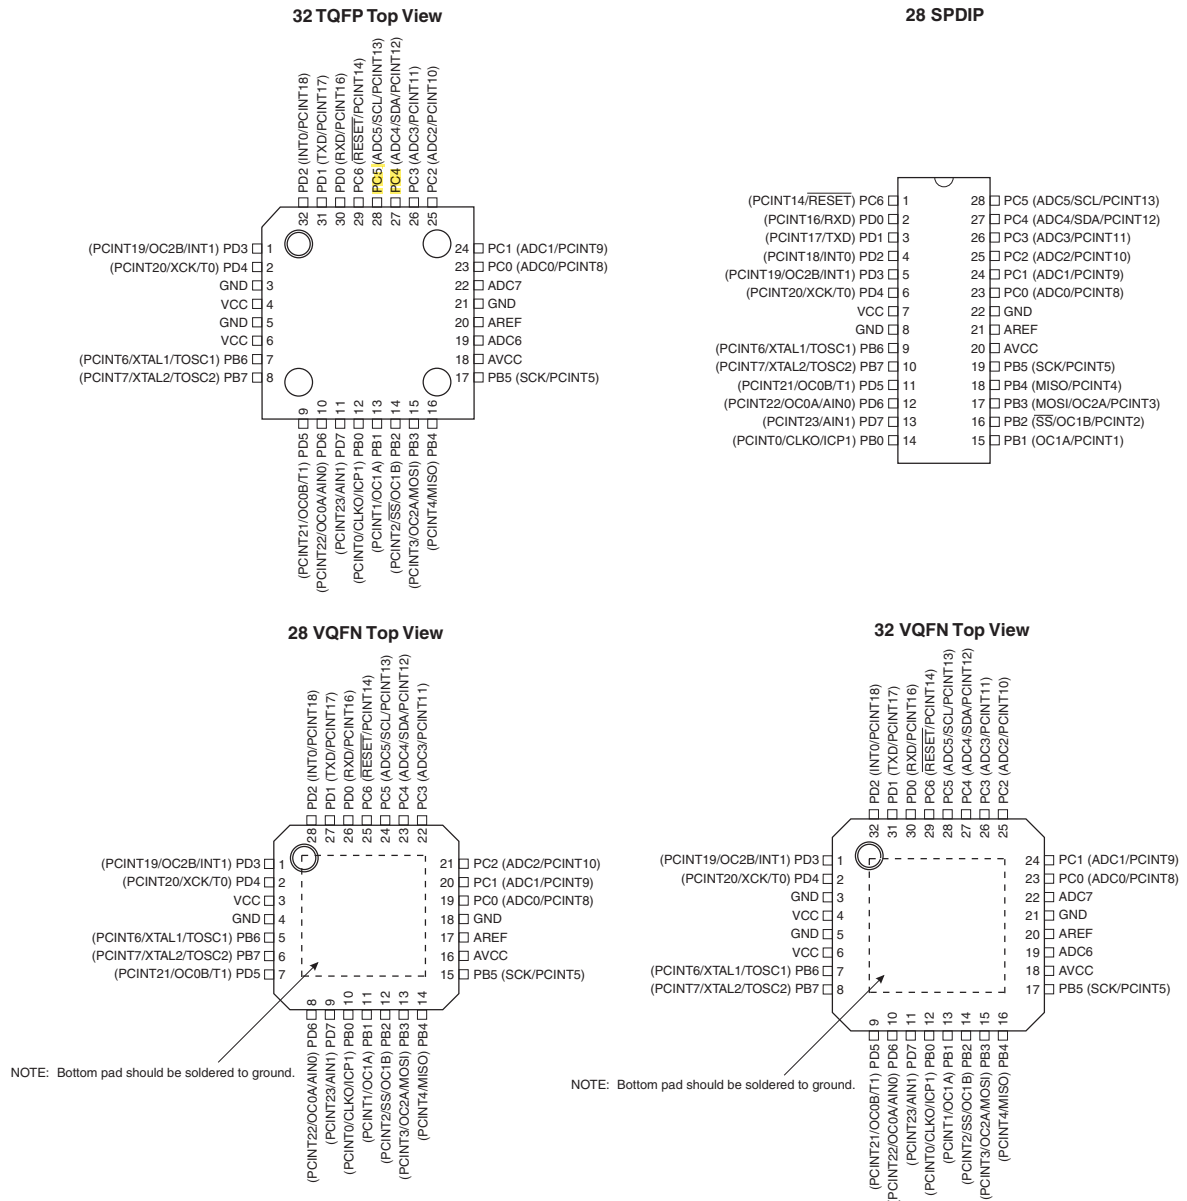 32 TQFP Top View
PD2 (INT0/PCINT18)
PD1 (TXD/PCINT17)
PD0 (RXD/PCINT16)
PC6 (RESET/PCINT14)
PC5 (ADC5/SCL/PCINT13)
PC4 (ADC4/SDA/PCINT12)
PC3 (ADC3/PCINT11)
PC2 (ADC2/PCINT10)
32 31 30 29 28 27 26 25
(PCINT19/OC2B/INT1) PD3 1
(PCINT20/XCK/T0) PD4 2
GND 3
VCC 4
GND 5
VCC 6
(PCINT6/XTAL1/TOSC1) PB6 7
(PCINT7/XTAL2/TOSC2) PB7 8
24 PC1 (ADC1/PCINT9)
23 PC0 (ADC0/PCINT8)
22 ADC7
21 GND
20 AREF
19 ADC6
18 AVCC
17 PB5 (SCK/PCINT5)
9 10 11 12 13 14 15 16
(PCINT21/OC0B/T1) PD5
(PCINT22/OC0A/AIN0) PD6
(PCINT23/AIN1) PD7
(PCINT0/CLKO/ICP1) PB0
(PCINT1/OC1A) PB1
(PCINT2/SS/OC1B) PB2
(PCINT3/OC2A/MOSI) PB3
(PCINT4/MISO) PB4
28 SPDIP
(PCINT14/RESET) PC6 1
(PCINT16/RXD) PD0 2
(PCINT17/TXD) PD1 3
(PCINT18/INT0) PD2 4
(PCINT19/OC2B/INT1) PD3 5
(PCINT20/XCK/T0) PD4 6
VCC 7
GND 8
(PCINT6/XTAL1/TOSC1) PB6 9
(PCINT7/XTAL2/TOSC2) PB7 10
(PCINT21/OC0B/T1) PD5 11
(PCINT22/OC0A/AIN0) PD6 12
(PCINT23/AIN1) PD7 13
(PCINT0/CLKO/ICP1) PB0 14
28 PC5 (ADC5/SCL/PCINT13)
27 PC4 (ADC4/SDA/PCINT12)
26 PC3 (ADC3/PCINT11)
25 PC2 (ADC2/PCINT10)
24 PC1 (ADC1/PCINT9)
23 PC0 (ADC0/PCINT8)
22 GND
21 AREF
20 AVCC
19 PB5 (SCK/PCINT5)
18 PB4 (MISO/PCINT4)
17 PB3 (MOSI/OC2A/PCINT3)
16 PB2 (SS/OC1B/PCINT2)
15 PB1 (OC1A/PCINT1)
28 VQFN Top View
PD2 (INT0/PCINT18)
PD1 (TXD/PCINT17)
PD0 (RXD/PCINT16)
PC6 (RESET/PCINT14)
PC5 (ADC5/SCL/PCINT13)
PC4 (ADC4/SDA/PCINT12)
PC3 (ADC3/PCINT11)
28 27 26 25 24 23 22
(PCINT19/OC2B/INT1) PD3 1
(PCINT20/XCK/T0) PD4 2
VCC 3
GND 4
(PCINT6/XTAL1/TOSC1) PB6 5
(PCINT7/XTAL2/TOSC2) PB7 6
(PCINT21/OC0B/T1) PD5 7
21 PC2 (ADC2/PCINT10)
20 PC1 (ADC1/PCINT9)
19 PC0 (ADC0/PCINT8)
18 GND
17 AREF
16 AVCC
15 PB5 (SCK/PCINT5)
8 9 10 11 12 13 14
(PCINT22/OC0A/AIN0) PD6
(PCINT23/AIN1) PD7
(PCINT0/CLKO/ICP1) PB0
(PCINT1/OC1A) PB1
(PCINT2/SS/OC1B) PB2
(PCINT3/OC2A/MOSI) PB3
(PCINT4/MISO) PB4
NOTE: Bottom pad should be soldered to ground.
32 VQFN Top View
PD2 (INT0/PCINT18)
PD1 (TXD/PCINT17)
PD0 (RXD/PCINT16)
PC6 (RESET/PCINT14)
PC5 (ADC5/SCL/PCINT13)
PC4 (ADC4/SDA/PCINT12)
PC3 (ADC3/PCINT11)
PC2 (ADC2/PCINT10)
32 31 30 29 28 27 26 25
(PCINT19/OC2B/INT1) PD3 1
(PCINT20/XCK/T0) PD4 2
GND 3
VCC 4
GND 5
VCC 6
(PCINT6/XTAL1/TOSC1) PB6 7
(PCINT7/XTAL2/TOSC2) PB7 8
24 PC1 (ADC1/PCINT9)
23 PC0 (ADC0/PCINT8)
22 ADC7
21 GND
20 AREF
19 ADC6
18 AVCC
17 PB5 (SCK/PCINT5)
9 10 11 12 13 14 15 16
(PCINT21/OC0B/T1) PD5
(PCINT22/OC0A/AIN0) PD6
(PCINT23/AIN1) PD7
(PCINT0/CLKO/ICP1) PB0
(PCINT1/OC1A) PB1
(PCINT2/SS/OC1B) PB2
(PCINT3/OC2A/MOSI) PB3
(PCINT4/MISO) PB4
NOTE: Bottom pad should be soldered to ground.